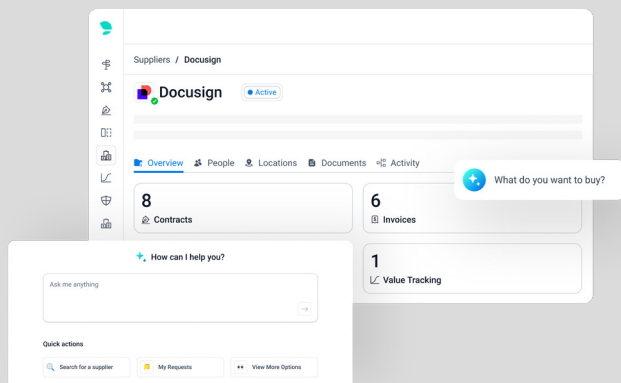 Suppliers / Docusign
Docusign
Active
Overview People Locations Documents Activity
What do you want to buy?
8
Contracts
6
Invoices
1
Value Tracking
How can I help you?
Ask me anything
Quick actions
Search for a supplier My Requests View More Options